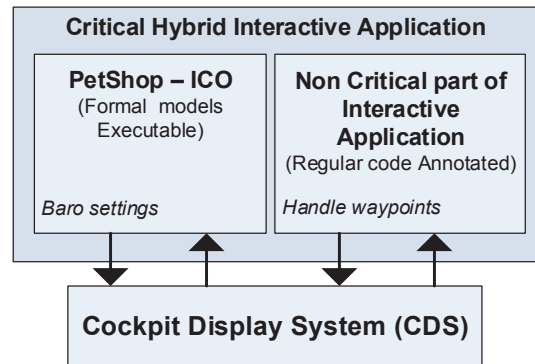 Critical Hybrid Interactive Application
PetShop – ICO
(Formal models
Executable)
Baro settings
Non Critical part of
Interactive
Application
(Regular code Annotated)
Handle waypoints
Cockpit Display System (CDS)